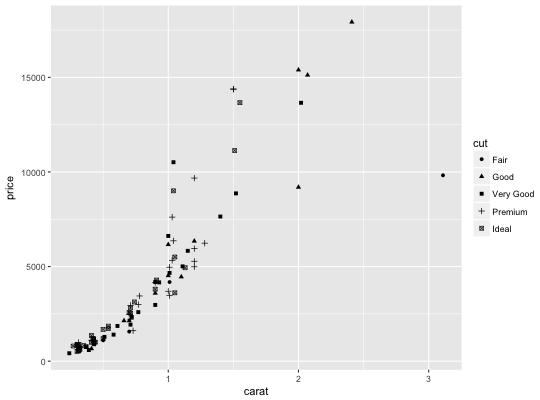 15000
10000
5000
0
price
1
2
3
carat
cut
Fair
Good
Very Good
Premium
Ideal